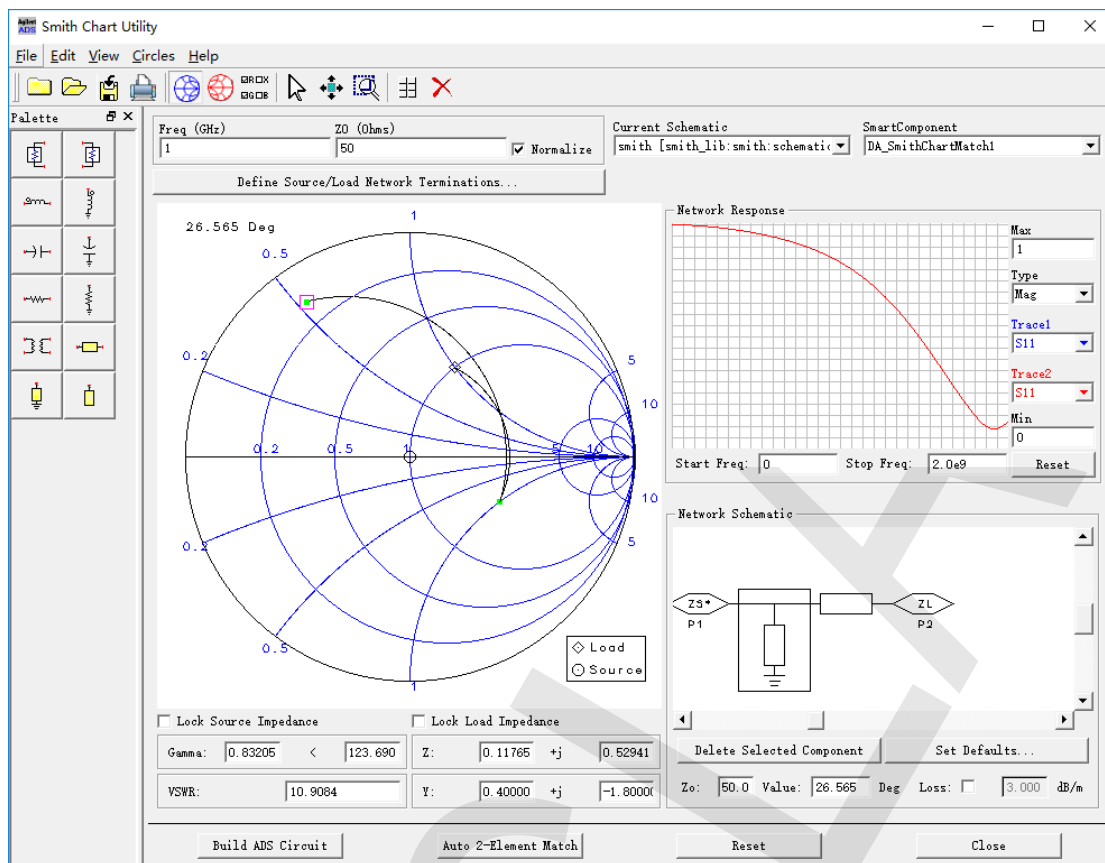 Agilent
ADS
Smith Chart Utility
File Edit View Circles Help
Palette
Freq (GHz) Z0 (Ohms)
1 50 Normalize
Current Schematic SmartComponent
smith [smith_lib:smith:schematic DA_SmithChartMatch1
Define Source/Load Network Terminations...
26.565 Deg
1
0.5
0.2
5
10
0.2 0.5 1 5 10
10
5
0.2
0.5
1
Load
Source
Network Response
Max
1
Type
Mag
Trace1
S11
Trace2
S11
Min
0
Start Freq: 0 Stop Freq: 2.0e9 Reset
Network Schematic
ZS* ZL
P1 P2
Lock Source Impedance Lock Load Impedance
Gamma: 0.83205 < 123.690 Z: 0.11765 +j 0.52941
VSWR: 10.9084 Y: 0.40000 +j -1.8000
Delete Selected Component Set Defaults...
Zo: 50.0 Value: 26.565 Deg Loss: 3.000 dB/m
Build ADS Circuit Auto 2-Element Match Reset Close